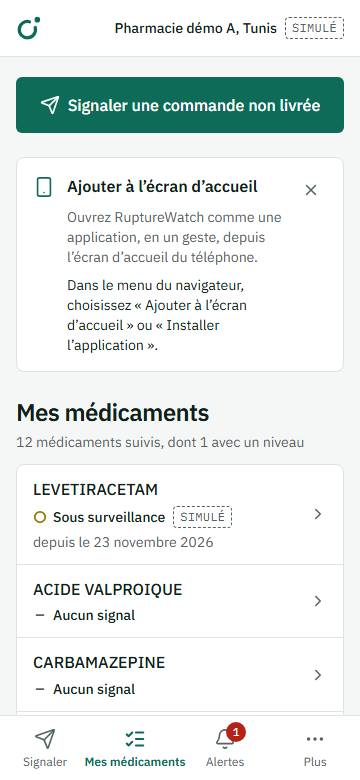 Pharmacie démo A, Tunis SIMULÉ
Signaler une commande non livrée
Ajouter à l’écran d’accueil
Ouvrez RuptureWatch comme une
application, en un geste, depuis
l’écran d’accueil du téléphone.
Dans le menu du navigateur,
choisissez « Ajouter à l’écran
d’accueil » ou « Installer
l’application ».
Mes médicaments
12 médicaments suivis, dont 1 avec un niveau
LEVETIRACETAM
Sous surveillance SIMULÉ
depuis le 23 novembre 2026
ACIDE VALPROIQUE
– Aucun signal
CARBAMAZEPINE
– Aucun signal
1
Signaler Mes médicaments Alertes Plus